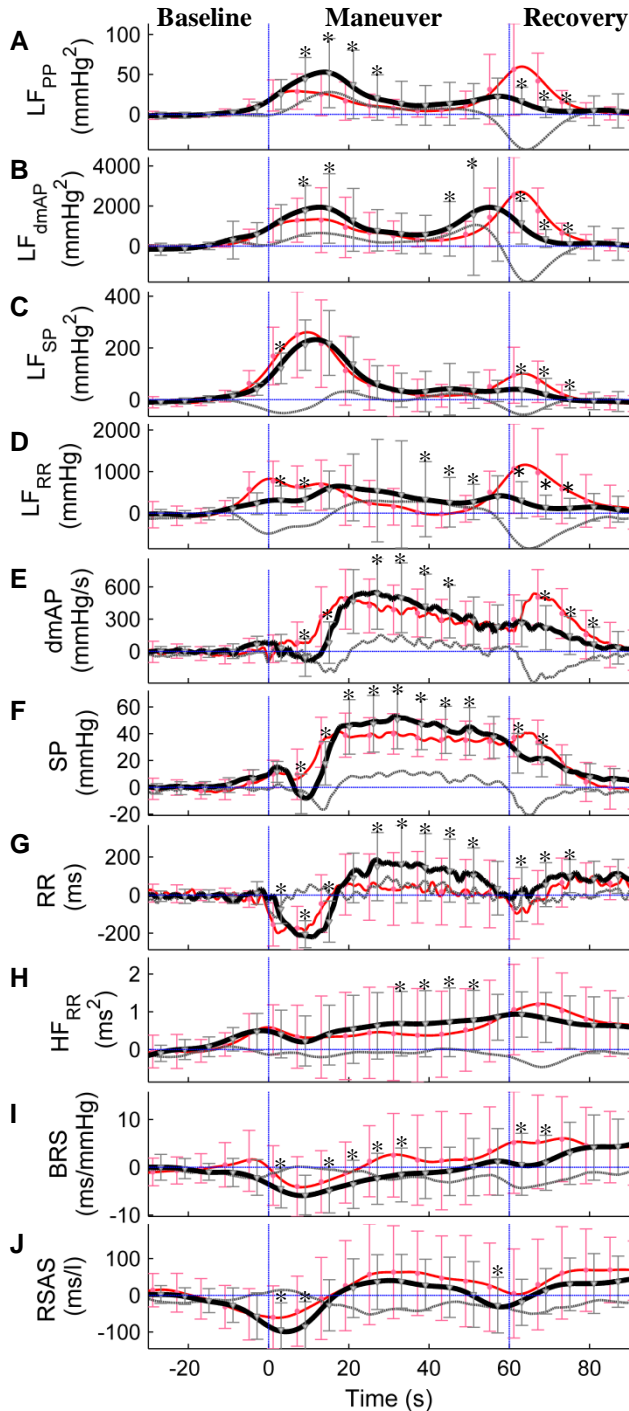 Baseline Maneuver Recovery
A
LF_PP
(mmHg²)
100
50
0
* * * * * * *
B
LF_dmAP
(mmHg²)
4000
2000
0
* * * * * * *
C
LF_SP
(mmHg²)
400
200
0
* * * *
D
LF_RR
(mmHg)
2000
1000
0
* * * * * * * *
E
dmAP
(mmHg/s)
600
300
0
* * * * * * * * *
F
SP
(mmHg)
60
40
20
0
-20
* * * * * * * * * *
G
RR
(ms)
200
0
-200
* * * * * * * * * * *
H
HF_RR
(ms²)
2
1
0
* * * *
I
BRS
(ms/mmHg)
10
0
-10
* * * * * * *
J
RSAS
(ms/l)
100
0
-100
* * *
-20 0 20 40 60 80
Time (s)